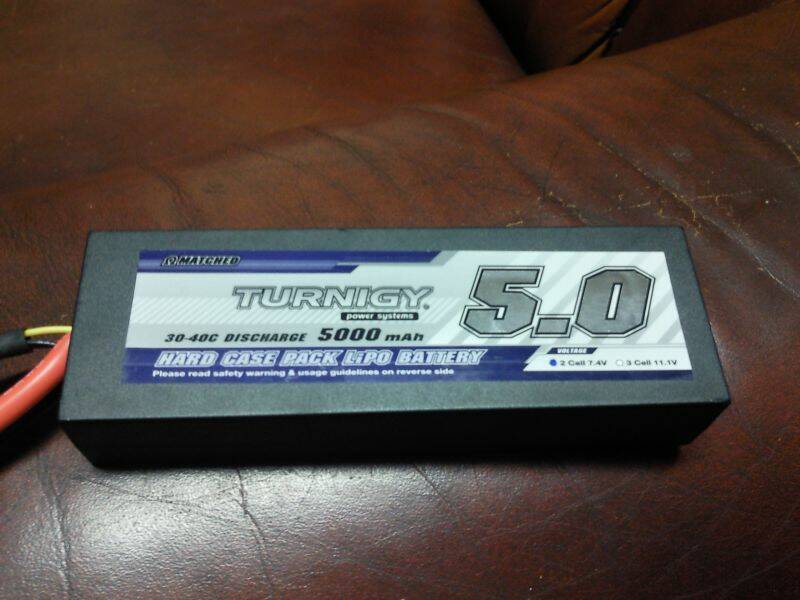 Ω MATCHED
TURNIGY®
power systems
5.0
30-40C DISCHARGE 5000 mAh
HARD CASE PACK LiPO BATTERY
VOLTAGE
2 Cell 7.4V 3 Cell 11.1V
Please read safety warning & usage guidelines on reverse side